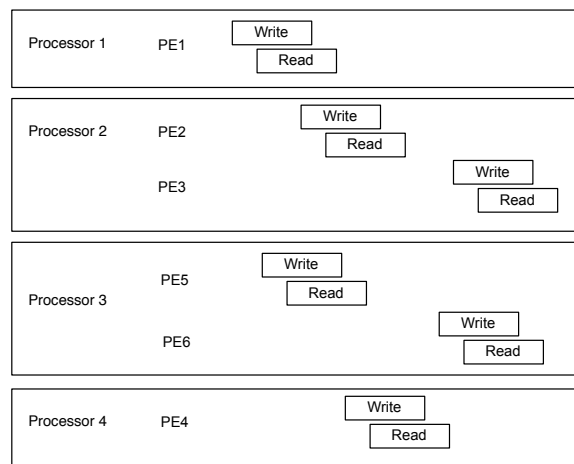 Processor 1 PE1 Write
Read
Processor 2 PE2 Write
Read
PE3 Write
Read
Processor 3 PE5 Write
Read
PE6 Write
Read
Processor 4 PE4 Write
Read